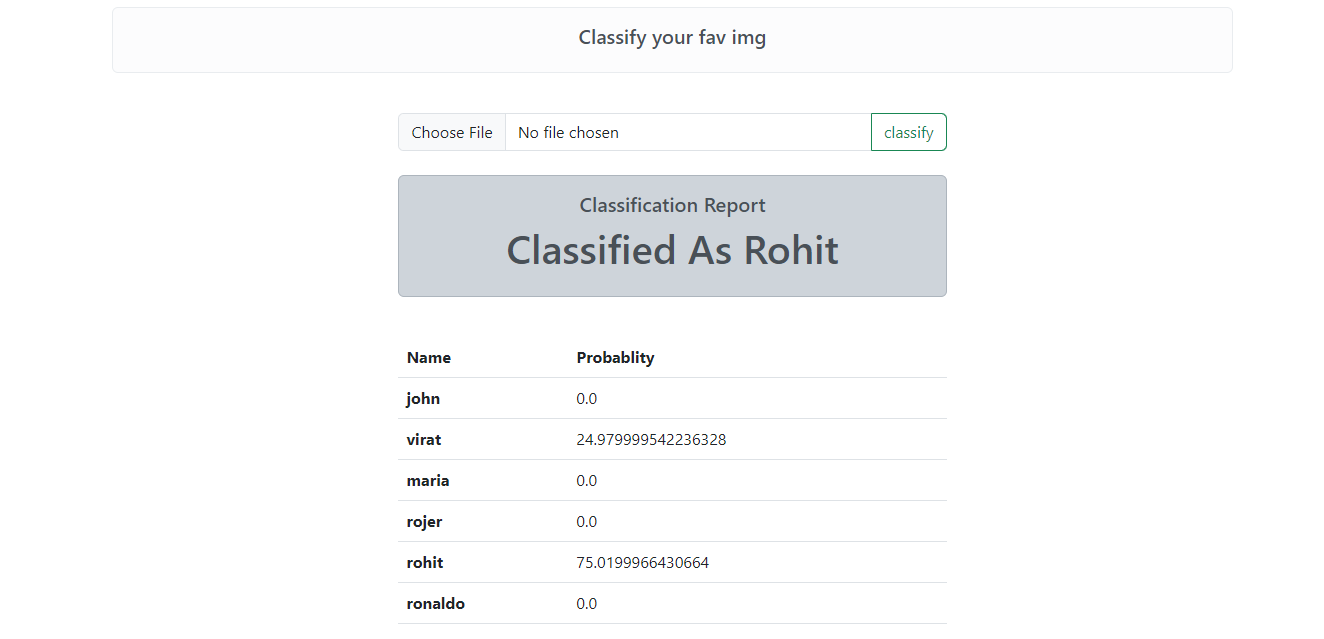 Classify your fav img
Choose File No file chosen classify
Classification Report
Classified As Rohit
Name Probablity
john 0.0
virat 24.979999542236328
maria 0.0
rojer 0.0
rohit 75.0199966430664
ronaldo 0.0